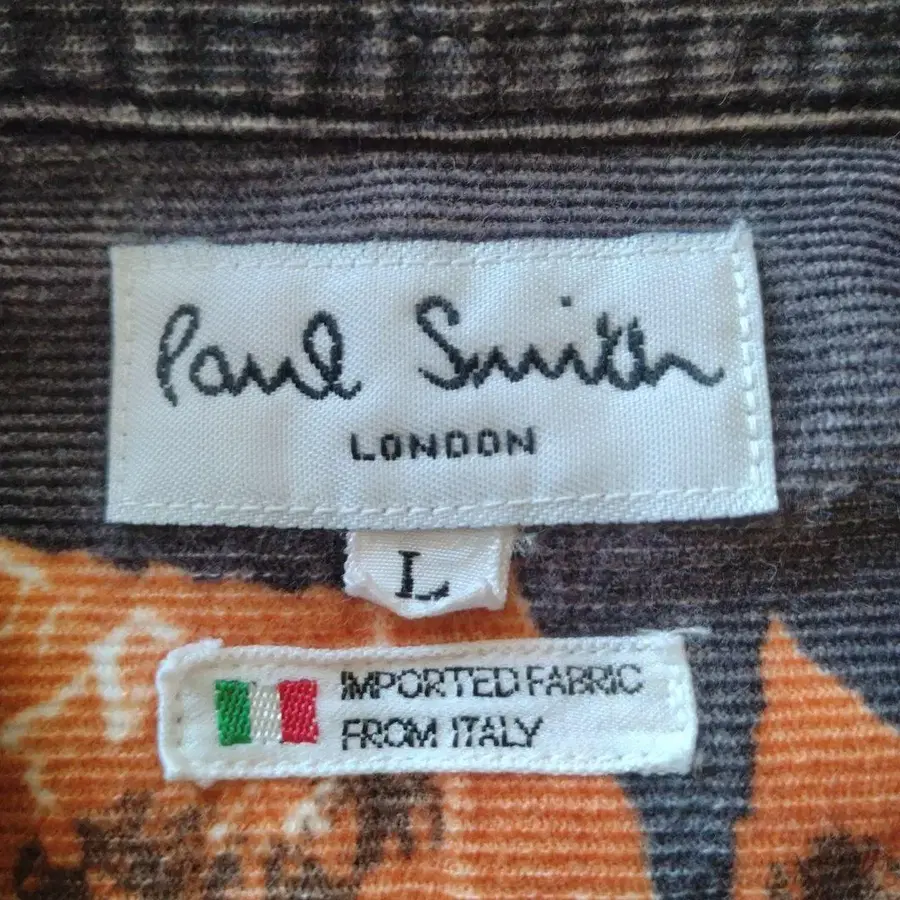 Paul Smith
LONDON
L
IMPORTED FABRIC
FROM ITALY